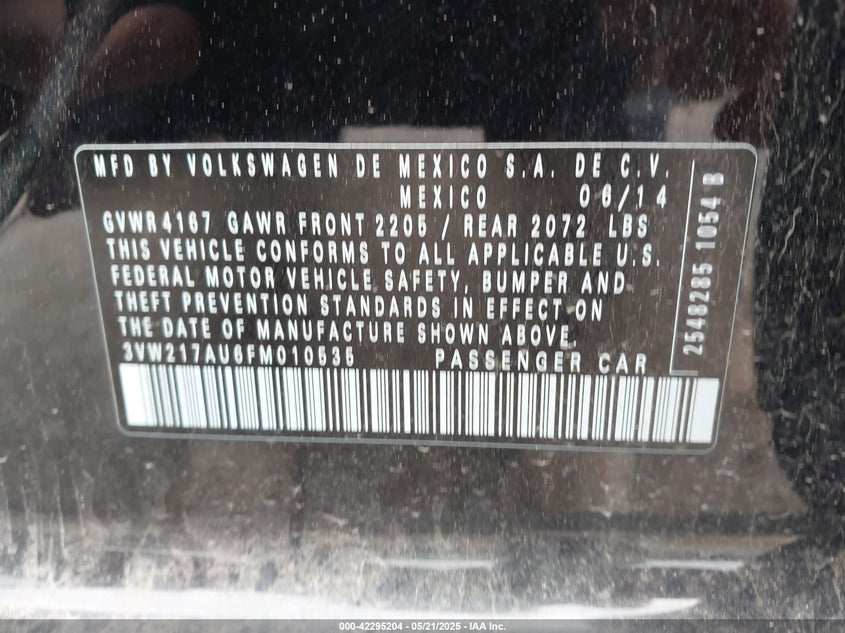 MFD BY VOLKSWAGEN DE MEXICO S.A. DE C.V.
MEXICO 06/14
GVWR 4167 GAWR FRONT 2205 / REAR 2072 LBS
THIS VEHICLE CONFORMS TO ALL APPLICABLE U.S.
FEDERAL MOTOR VEHICLE SAFETY, BUMPER AND
THEFT PREVENTION STANDARDS IN EFFECT ON
THE DATE OF MANUFACTURE SHOWN ABOVE.
3VW217AU6FM010535 PASSENGER CAR
2548285 1054 B
000-42295204 - 05/21/2025 - IAA Inc.